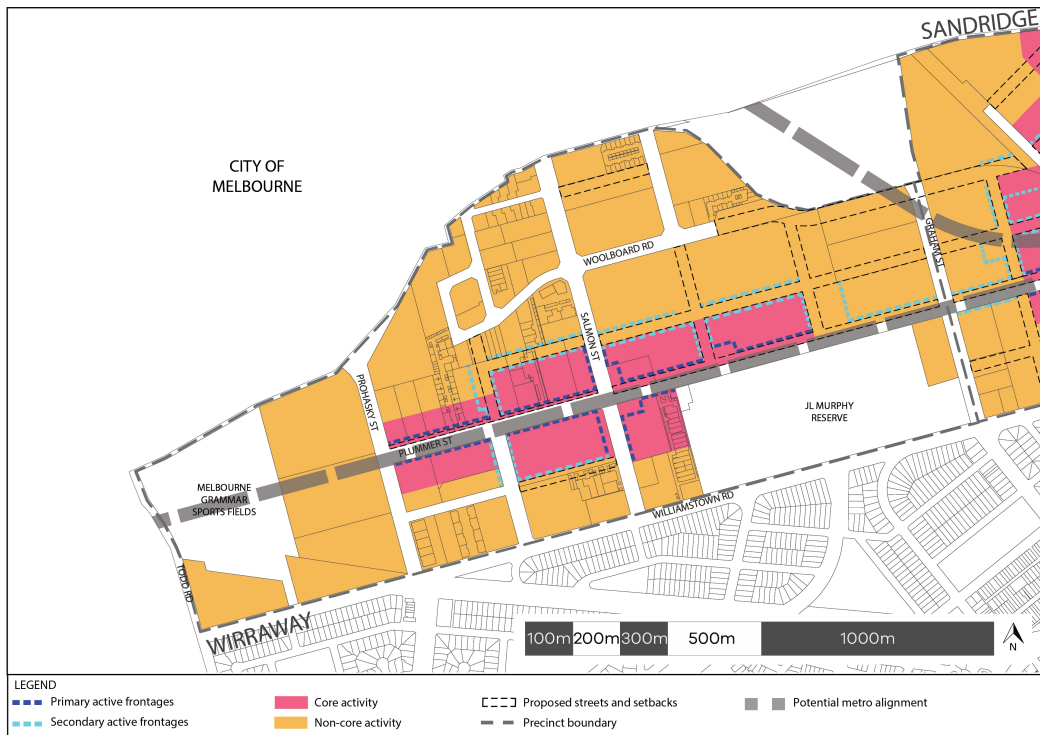 SANDRIDGE
CITY OF
MELBOURNE
WOOLBOARD RD
GRAHAM ST
SALMON ST
PROHASKY ST
JL MURPHY
RESERVE
PLUMMER ST
MELBOURNE
GRAMMAR
SPORTS FIELDS
WILLIAMSTOWN RD
TODD RD
WIRRAWAY
100m 200m 300m 500m 1000m
N
LEGEND
Primary active frontages
Core activity
Proposed streets and setbacks
Potential metro alignment
Secondary active frontages
Non-core activity
Precinct boundary